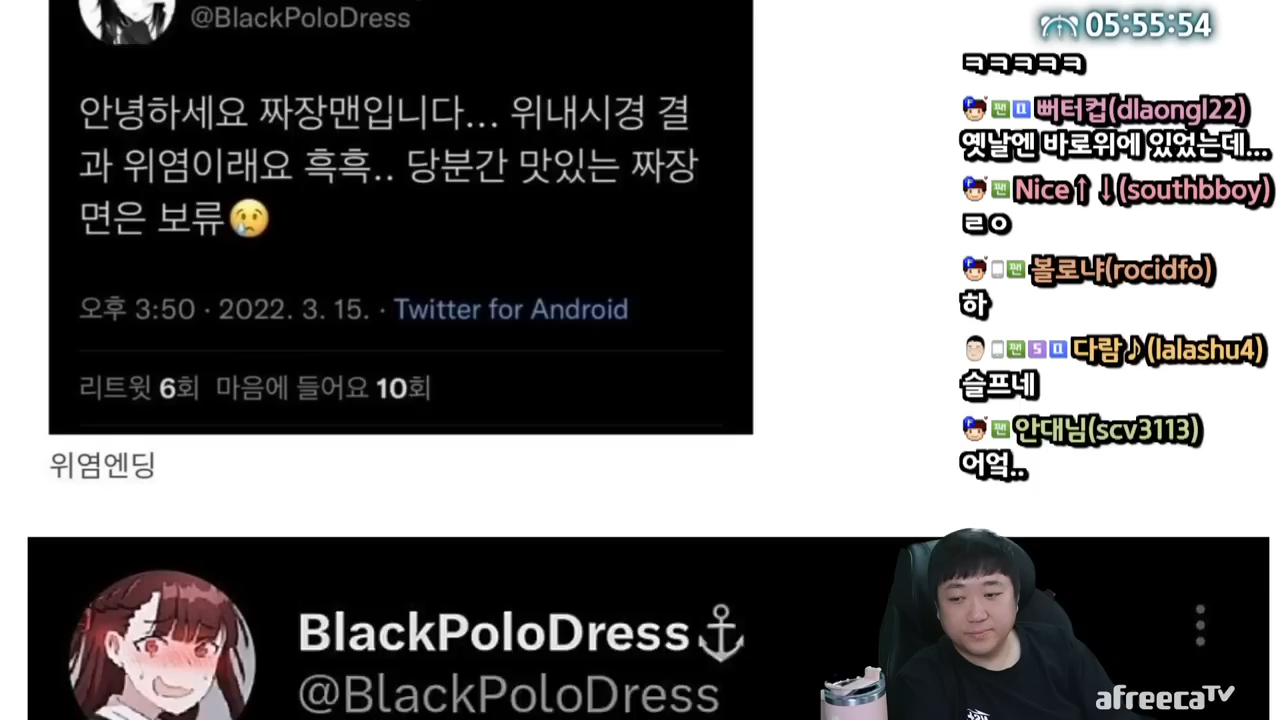 @BlackPoloDress
안녕하세요 짜장맨입니다... 위내시경 결
과 위염이래요 흑흑.. 당분간 맛있는 짜장
면은 보류😢
오후 3:50 · 2022. 3. 15. · Twitter for Android
리트윗 6회 마음에 들어요 10회
위염엔딩
BlackPoloDress⚓
@BlackPoloDress
05:55:54
ㅋㅋㅋㅋㅋ
뻐터컵(dlaongl22)
옛날엔 바로위에 있었는데...
Nice↑↓(southbboy)
ㄹㅇ
볼로냐(rocidfo)
하
다람♪(lalashu4)
슬프네
안대님(scv3113)
어엌..
afreecaTV